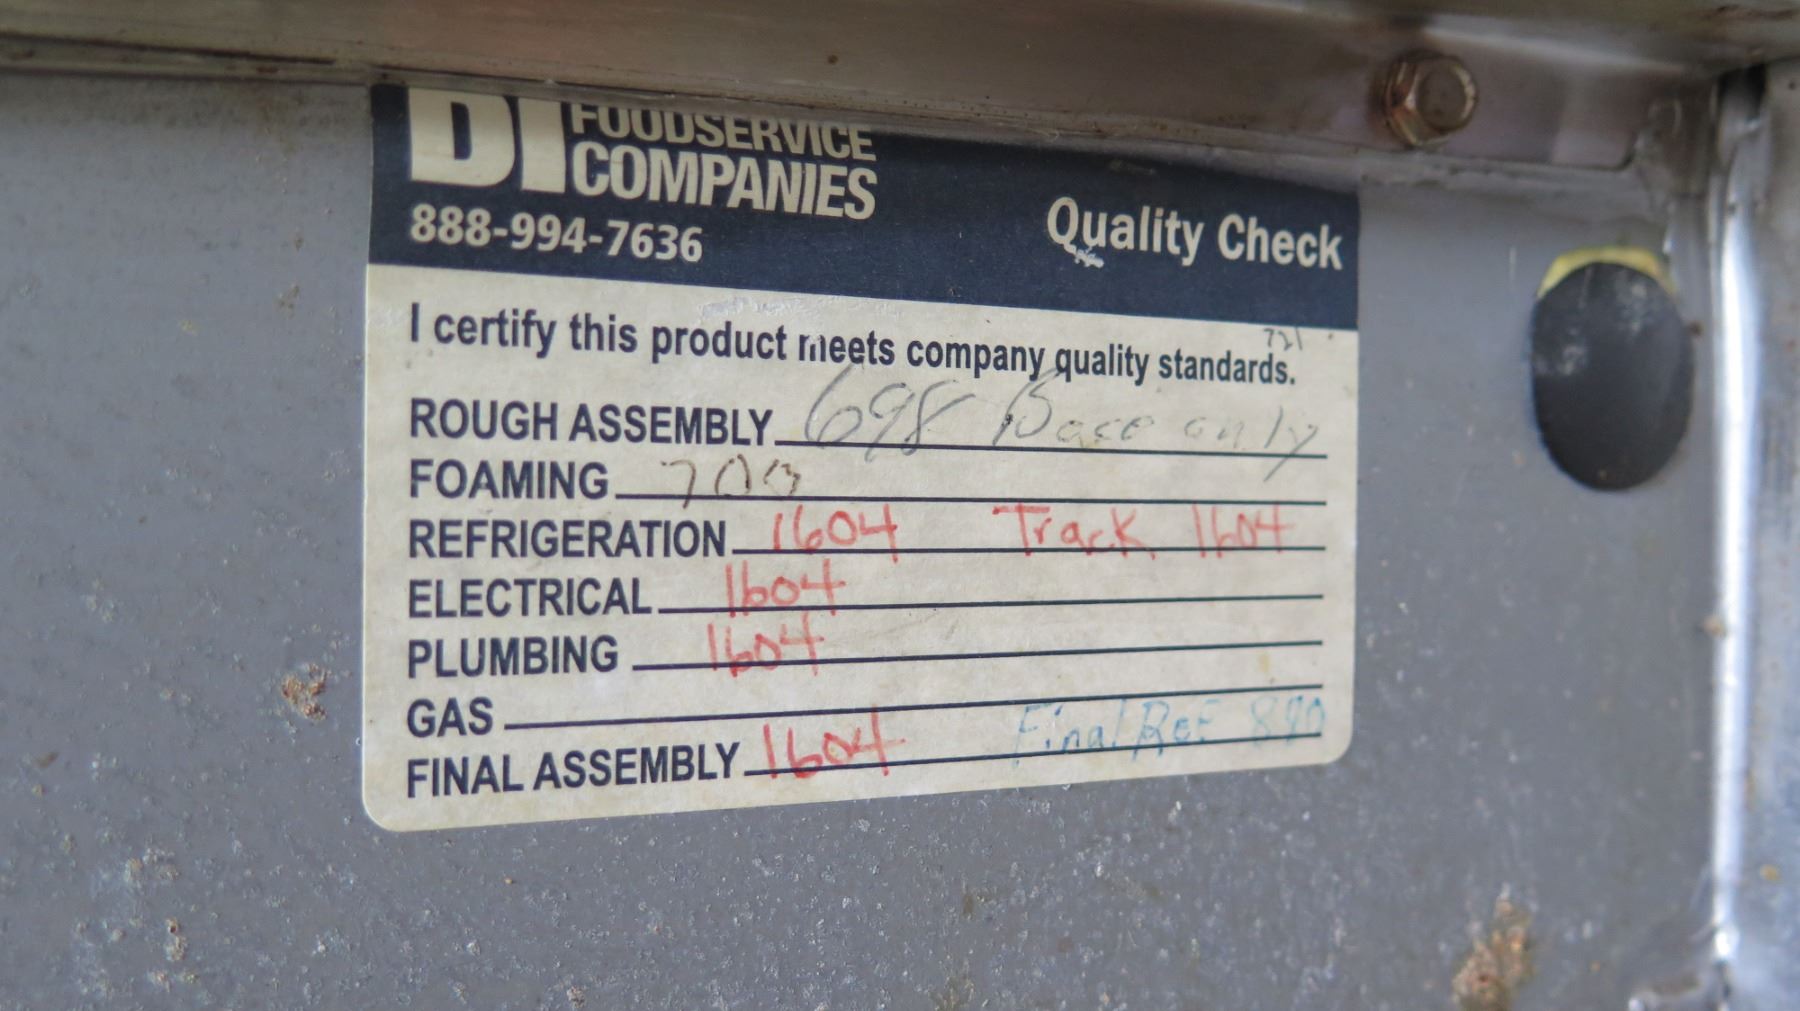 DI FOODSERVICE
COMPANIES
888-994-7636
Quality Check
I certify this product meets company quality standards.
721
ROUGH ASSEMBLY 698 Base only
FOAMING 700
REFRIGERATION 1604 Track 1604
ELECTRICAL 1604
PLUMBING 1604
GAS
FINAL ASSEMBLY 1604 Final Ref